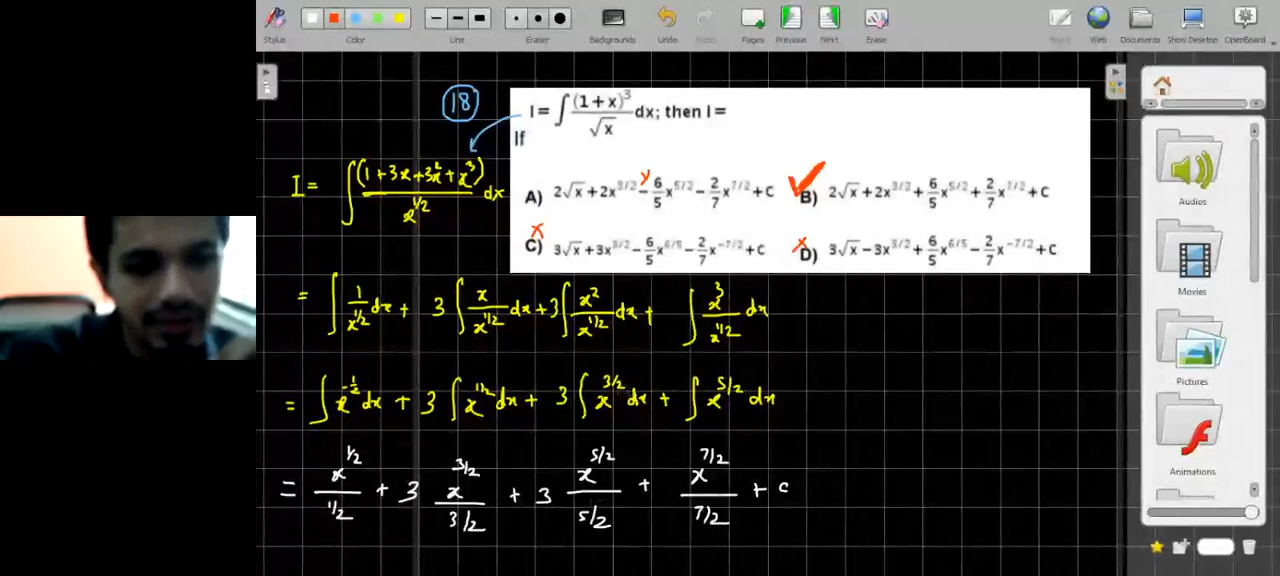 Stylus Color Line Eraser Backgrounds Undo Redo Pages Previous Next Erase Board Web Documents Show Desktop OpenBoard
18
I = ∫ (1+x)³/√x dx; then I =
If
A) 2√x + 2x^{3/2} − 6/5 x^{5/2} − 2/7 x^{7/2} + C
B) 2√x + 2x^{3/2} + 6/5 x^{5/2} + 2/7 x^{7/2} + C
C) 3√x + 3x^{3/2} − 6/5 x^{6/5} − 2/7 x^{-7/2} + C
D) 3√x − 3x^{3/2} + 6/5 x^{6/5} − 2/7 x^{-7/2} + C
I = ∫ (1 + 3x + 3x² + x³)/x^{1/2} dx
= ∫ 1/x^{1/2} dx + 3 ∫ x/x^{1/2} dx + 3 ∫ x²/x^{1/2} dx + ∫ x³/x^{1/2} dx
= ∫ x^{-1/2} dx + 3 ∫ x^{1/2} dx + 3 ∫ x^{3/2} dx + ∫ x^{5/2} dx
= x^{1/2}/1/2 + 3 x^{3/2}/3/2 + 3 x^{5/2}/5/2 + x^{7/2}/7/2 + c
Audios
Movies
Pictures
Animations